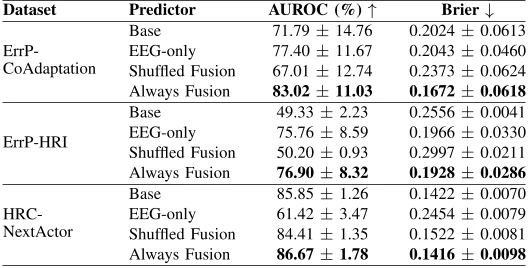 Dataset Predictor AUROC (%) ↑ Brier ↓
ErrP-CoAdaptation Base 71.79 ± 14.76 0.2024 ± 0.0613
EEG-only 77.40 ± 11.67 0.2043 ± 0.0460
Shuffled Fusion 67.01 ± 12.74 0.2373 ± 0.0624
Always Fusion 83.02 ± 11.03 0.1672 ± 0.0618
ErrP-HRI Base 49.33 ± 2.23 0.2556 ± 0.0041
EEG-only 75.76 ± 8.59 0.1966 ± 0.0330
Shuffled Fusion 50.20 ± 0.93 0.2997 ± 0.0211
Always Fusion 76.90 ± 8.32 0.1928 ± 0.0286
HRC-NextActor Base 85.85 ± 1.26 0.1422 ± 0.0070
EEG-only 61.42 ± 3.47 0.2454 ± 0.0079
Shuffled Fusion 84.41 ± 1.35 0.1522 ± 0.0081
Always Fusion 86.67 ± 1.78 0.1416 ± 0.0098